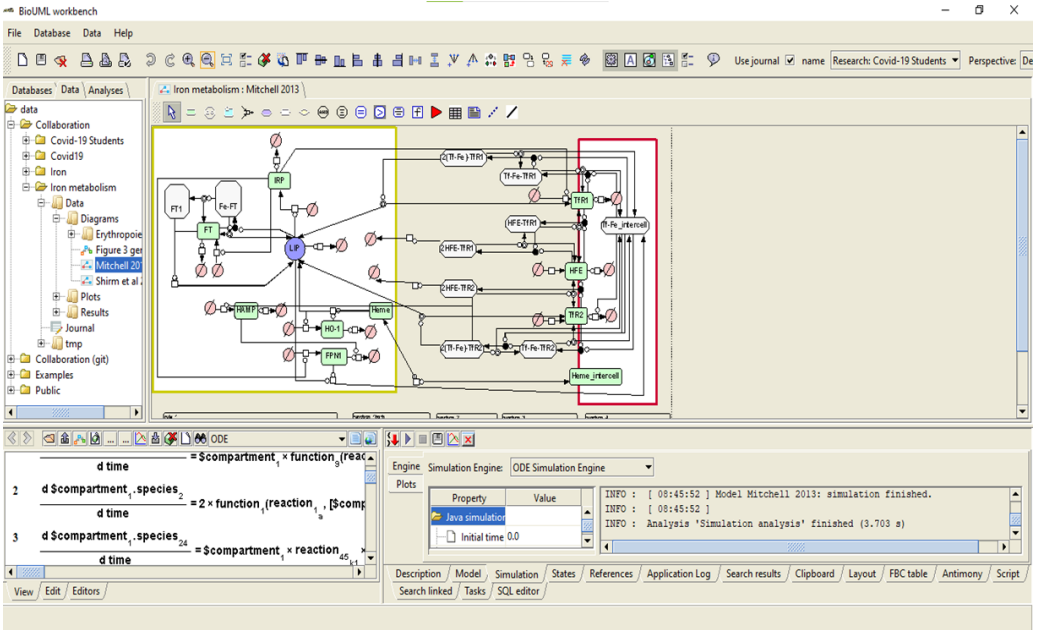 BioUML workbench
File Database Data Help
Use journal name Research: Covid-19 Students Perspective: De
Databases Data Analyses
Iron metabolism : Mitchell 2013
data
Collaboration
Covid-19 Students
Covid19
Iron
Iron metabolism
Data
Diagrams
Erythropoie
Figure 3 ger
Mitchell 20
Shirm et al
Plots
Results
Journal
tmp
Collaboration (git)
Examples
Public
IRP
FT1
Fe-FT
FT
LIP
HAMP
Heme
HO-1
FPN1
2(Tf-Fe)-TfR1
Tf-Fe-TfR1
TfR1
HFE-TfR1
Tf-Fe_intercell
2HFE-TfR1
HFE
2HFE-TfR2
TfR2
2(Tf-Fe)-TfR2
Tf-Fe-TfR2
Heme_intercell
ODE
d time = $compartment1 × function9(reac
2 d $compartment1.species2
d time = 2 × function1(reaction1_a, [$comp
3 d $compartment1.species24
d time = $compartment1 × reaction45_k1 ×
View Edit Editors
Engine Simulation Engine: ODE Simulation Engine
Plots
Property Value
Java simulation
Initial time 0.0
INFO : [ 08:45:52 ] Model Mitchell 2013: simulation finished.
INFO : [ 08:45:52 ]
INFO : Analysis 'Simulation analysis' finished (3.703 s)
Description Model Simulation States References Application Log Search results Clipboard Layout FBC table Antimony Script
Search linked Tasks SQL editor